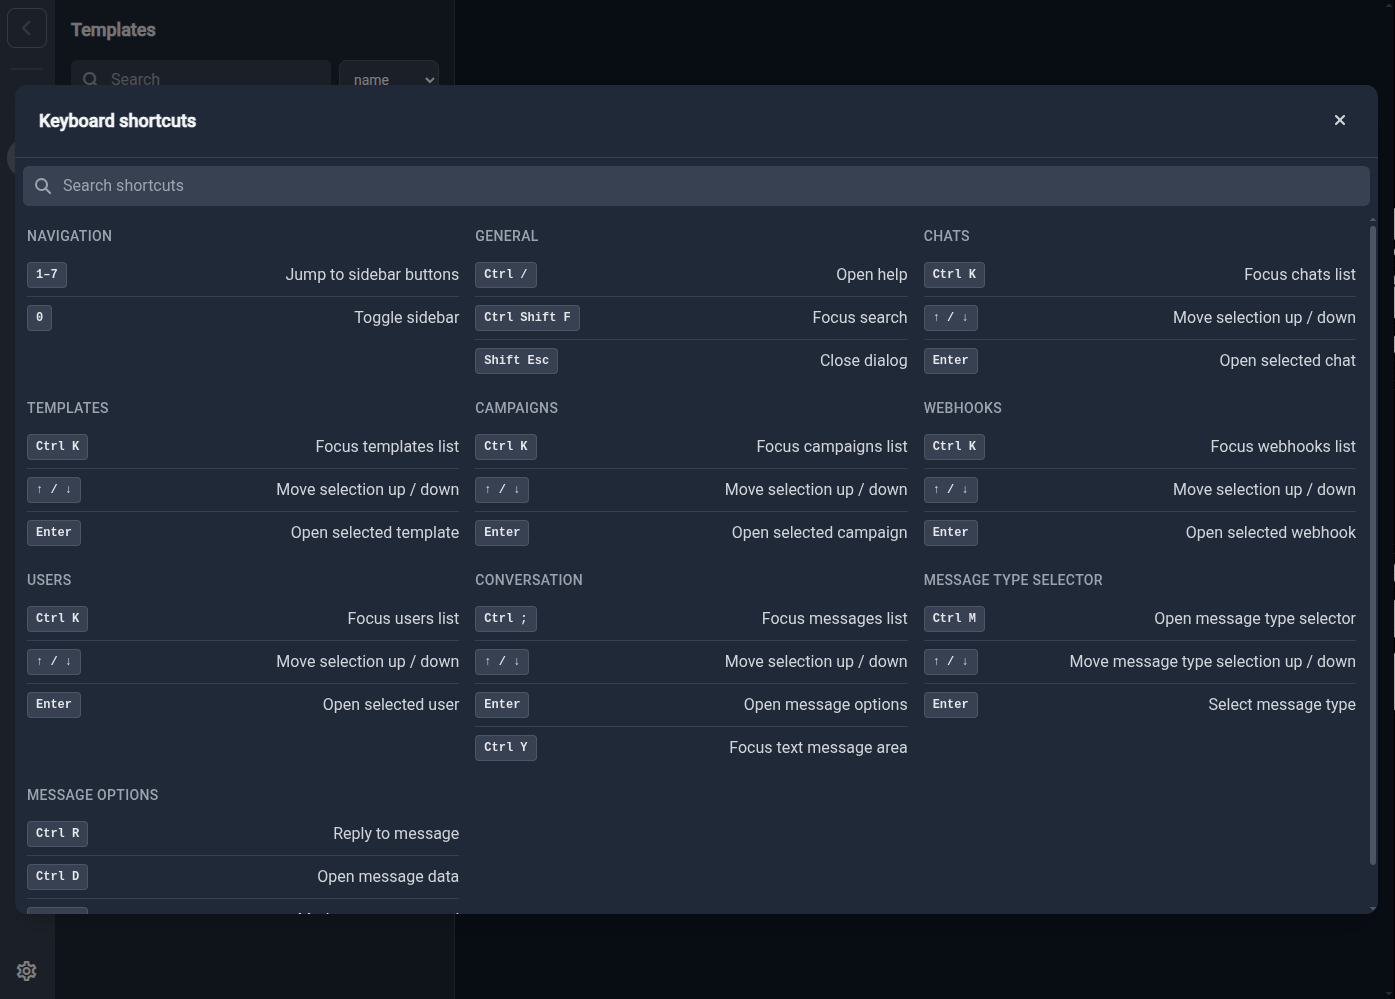 Templates
Search
name
Keyboard shortcuts
Search shortcuts
NAVIGATION
1–7 Jump to sidebar buttons
0 Toggle sidebar
GENERAL
Ctrl / Open help
Ctrl Shift F Focus search
Shift Esc Close dialog
CHATS
Ctrl K Focus chats list
↑ / ↓ Move selection up / down
Enter Open selected chat
TEMPLATES
Ctrl K Focus templates list
↑ / ↓ Move selection up / down
Enter Open selected template
CAMPAIGNS
Ctrl K Focus campaigns list
↑ / ↓ Move selection up / down
Enter Open selected campaign
WEBHOOKS
Ctrl K Focus webhooks list
↑ / ↓ Move selection up / down
Enter Open selected webhook
USERS
Ctrl K Focus users list
↑ / ↓ Move selection up / down
Enter Open selected user
CONVERSATION
Ctrl ; Focus messages list
↑ / ↓ Move selection up / down
Enter Open message options
Ctrl Y Focus text message area
MESSAGE TYPE SELECTOR
Ctrl M Open message type selector
↑ / ↓ Move message type selection up / down
Enter Select message type
MESSAGE OPTIONS
Ctrl R Reply to message
Ctrl D Open message data